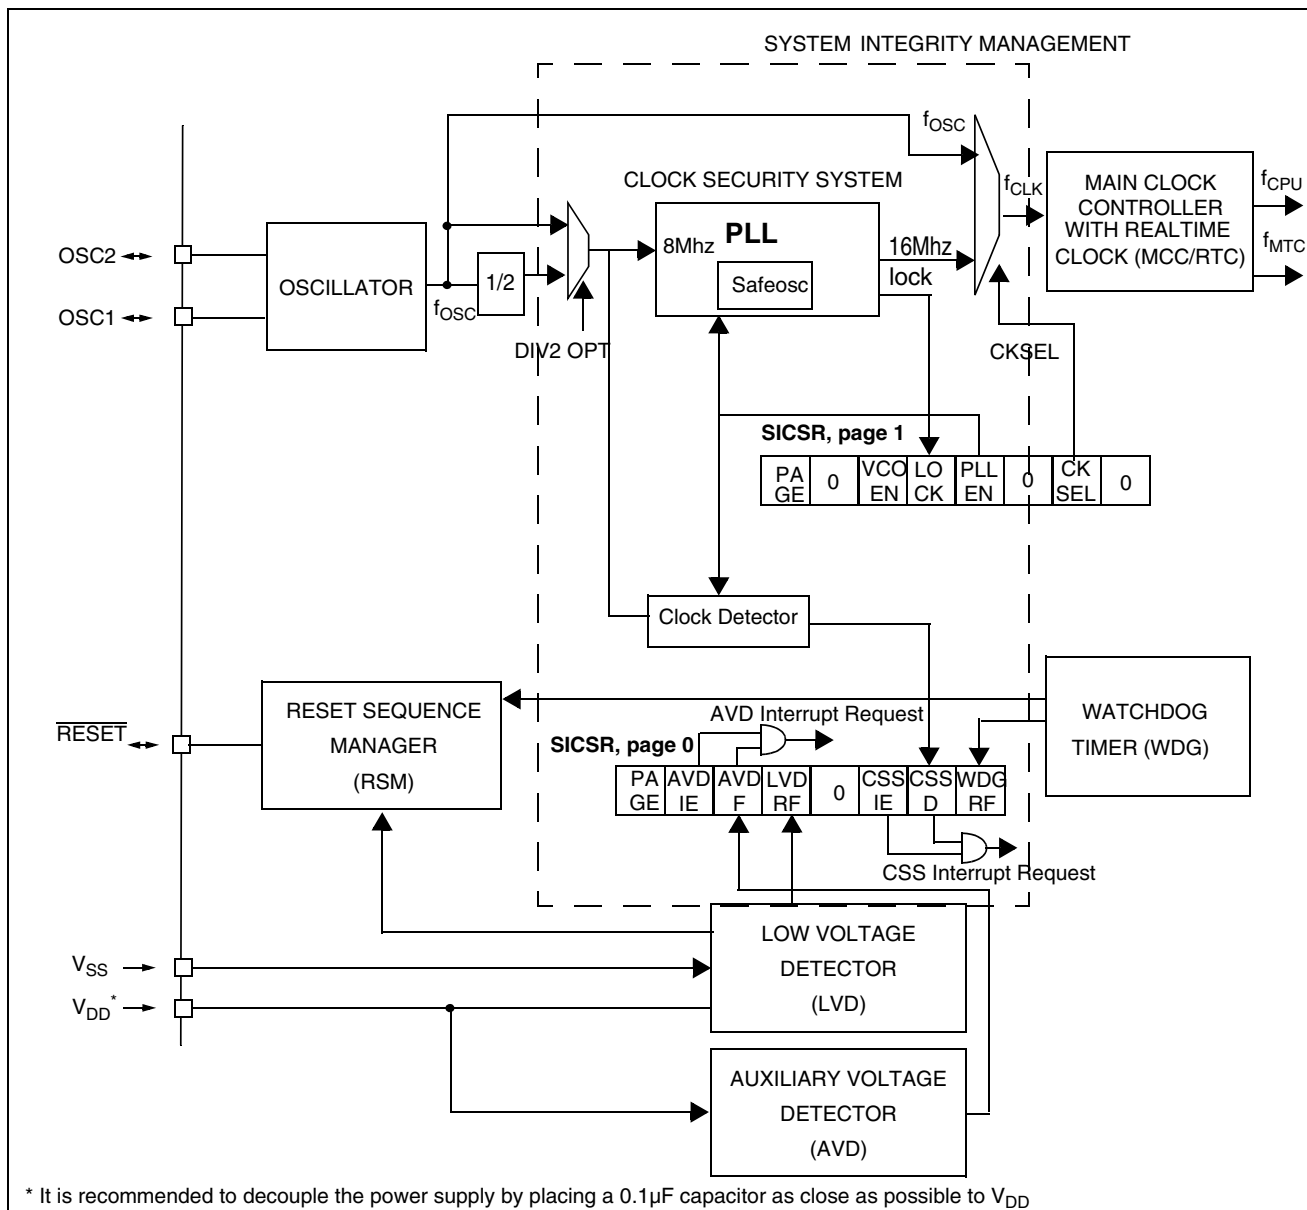 SYSTEM INTEGRITY MANAGEMENT
fOSC
CLOCK SECURITY SYSTEM
fCLK
MAIN CLOCK
CONTROLLER
WITH REALTIME
CLOCK (MCC/RTC)
fCPU
fMTC
8Mhz
PLL
16Mhz
lock
Safeosc
OSC2
OSC1
OSCILLATOR
fOSC
1/2
DIV2 OPT
CKSEL
SICSR, page 1
PA
GE
0
VCO
EN
LO
CK
PLL
EN
0
CK
SEL
0
Clock Detector
RESET
RESET SEQUENCE
MANAGER
(RSM)
AVD Interrupt Request
WATCHDOG
TIMER (WDG)
SICSR, page 0
PA
GE
AVD
IE
AVD
F
LVD
RF
0
CSS
IE
CSS
D
WDG
RF
CSS Interrupt Request
VSS
VDD*
LOW VOLTAGE
DETECTOR
(LVD)
AUXILIARY VOLTAGE
DETECTOR
(AVD)
* It is recommended to decouple the power supply by placing a 0.1µF capacitor as close as possible to VDD